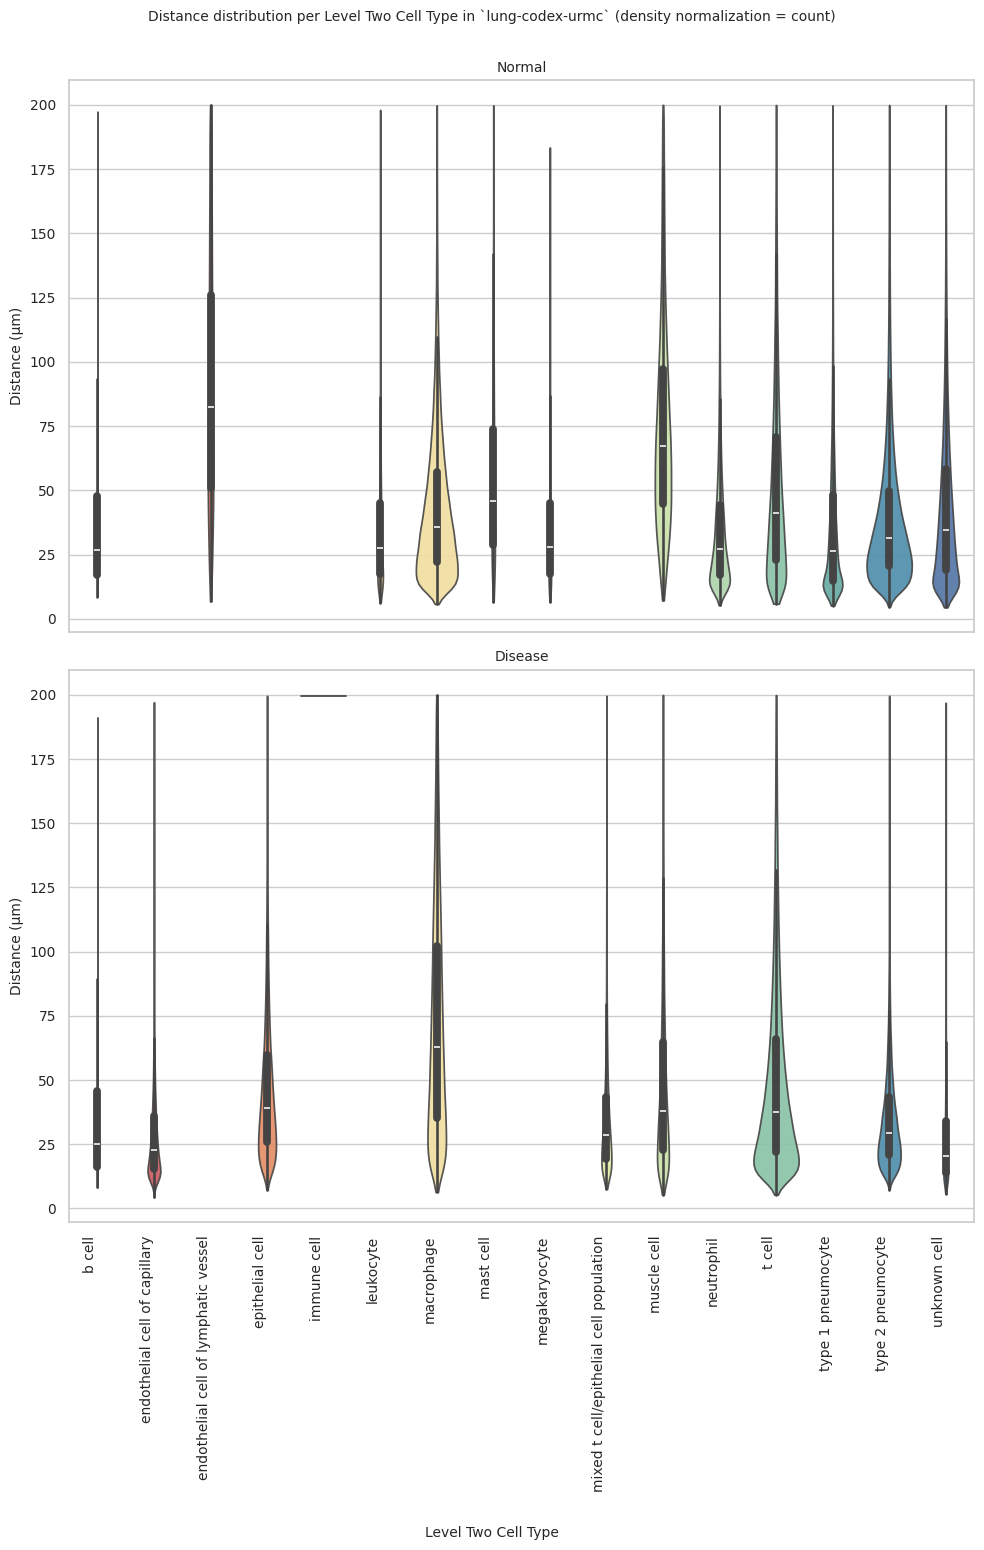 Distance distribution per Level Two Cell Type in `lung-codex-urmc` (density normalization = count)
Normal
200
175
150
125
100
75
50
25
0
Distance (μm)
Disease
200
175
150
125
100
75
50
25
0
Distance (μm)
b cell
endothelial cell of capillary
endothelial cell of lymphatic vessel
epithelial cell
immune cell
leukocyte
macrophage
mast cell
megakaryocyte
mixed t cell/epithelial cell population
muscle cell
neutrophil
t cell
type 1 pneumocyte
type 2 pneumocyte
unknown cell
Level Two Cell Type